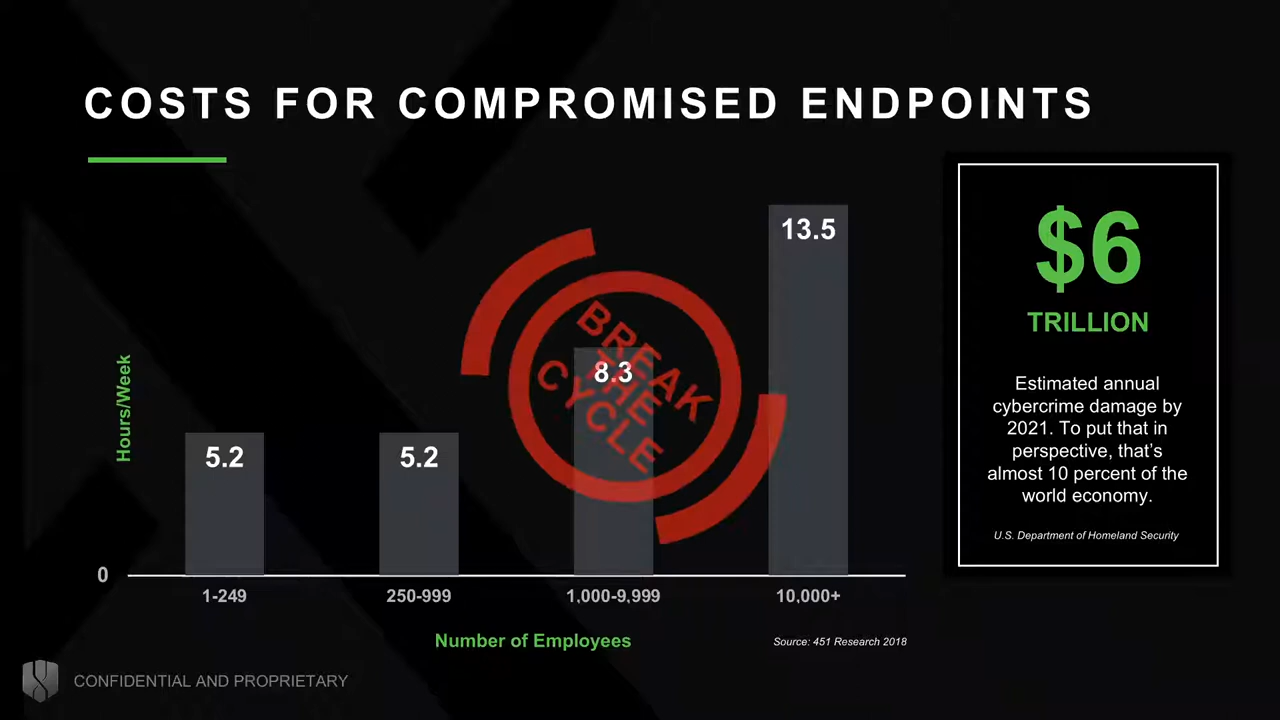 COSTS FOR COMPROMISED ENDPOINTS
$6
TRILLION
Estimated annual
cybercrime damage by
2021. To put that in
perspective, that's
almost 10 percent of the
world economy.
U.S. Department of Homeland Security
Hours/Week
13.5
8.3
5.2
5.2
BREAK
THE
CYCLE
0
1-249
250-999
1,000-9,999
10,000+
Number of Employees
Source: 451 Research 2018
CONFIDENTIAL AND PROPRIETARY